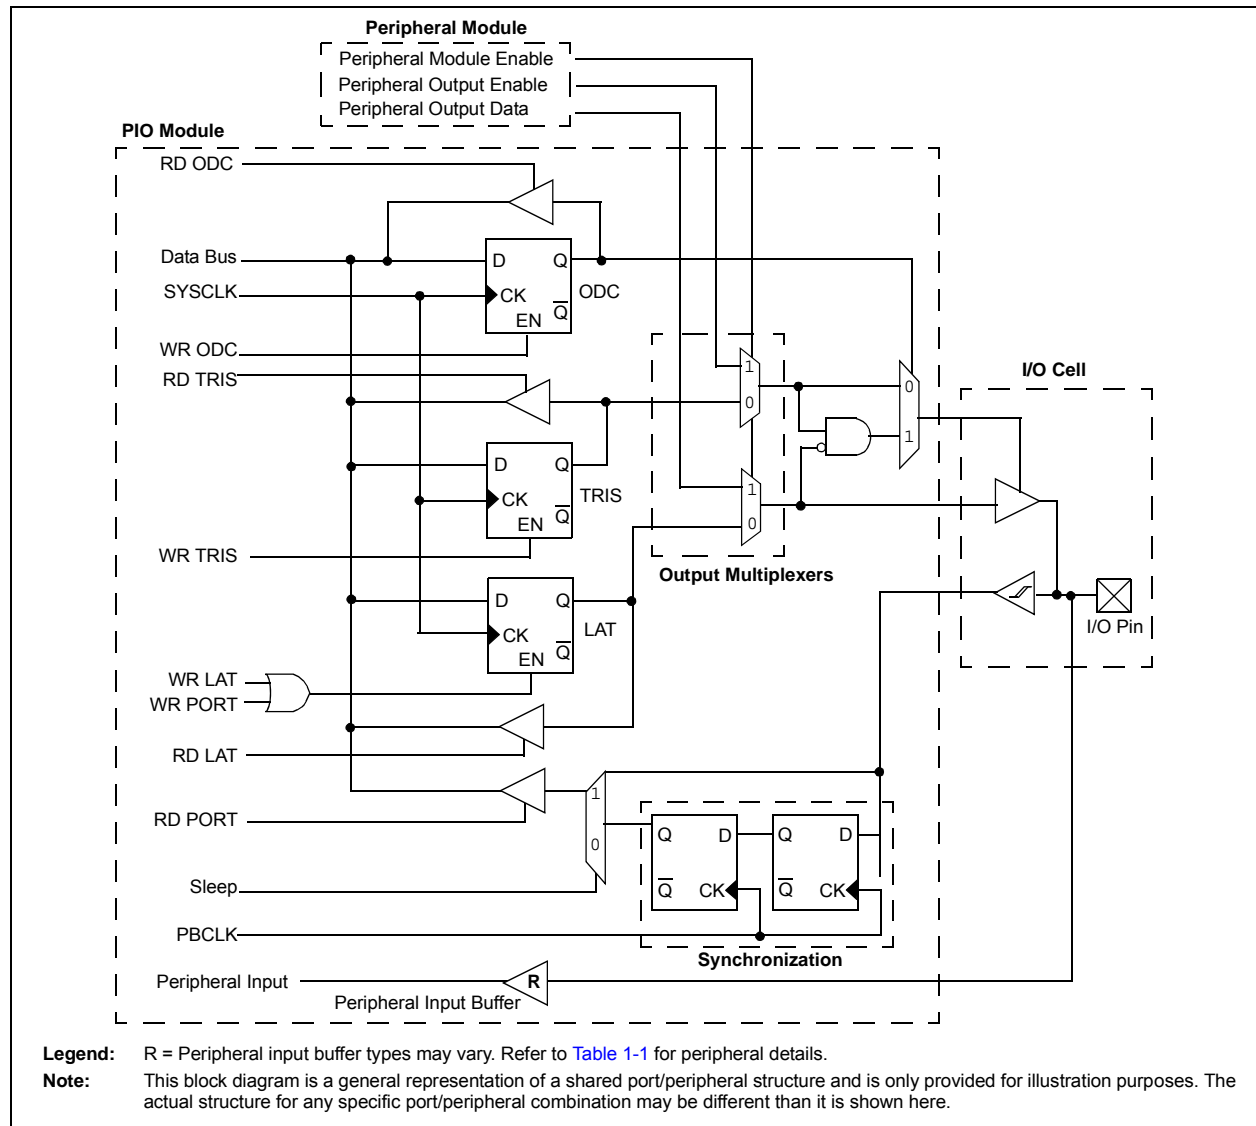 Peripheral Module
Peripheral Module Enable
Peripheral Output Enable
Peripheral Output Data
PIO Module
RD ODC
Data Bus
D
Q
SYSCLK
CK
ODC
Q
EN
WR ODC
RD TRIS
1
0
I/O Cell
0
1
D
Q
TRIS
CK
Q
EN
1
0
WR TRIS
Output Multiplexers
D
Q
LAT
CK
Q
EN
I/O Pin
WR LAT
WR PORT
RD LAT
1
0
RD PORT
Q
D
Q
D
Q
CK
Q
CK
Sleep
PBCLK
Synchronization
Peripheral Input
R
Peripheral Input Buffer
Legend: R = Peripheral input buffer types may vary. Refer to Table 1-1 for peripheral details.
Note: This block diagram is a general representation of a shared port/peripheral structure and is only provided for illustration purposes. The
actual structure for any specific port/peripheral combination may be different than it is shown here.